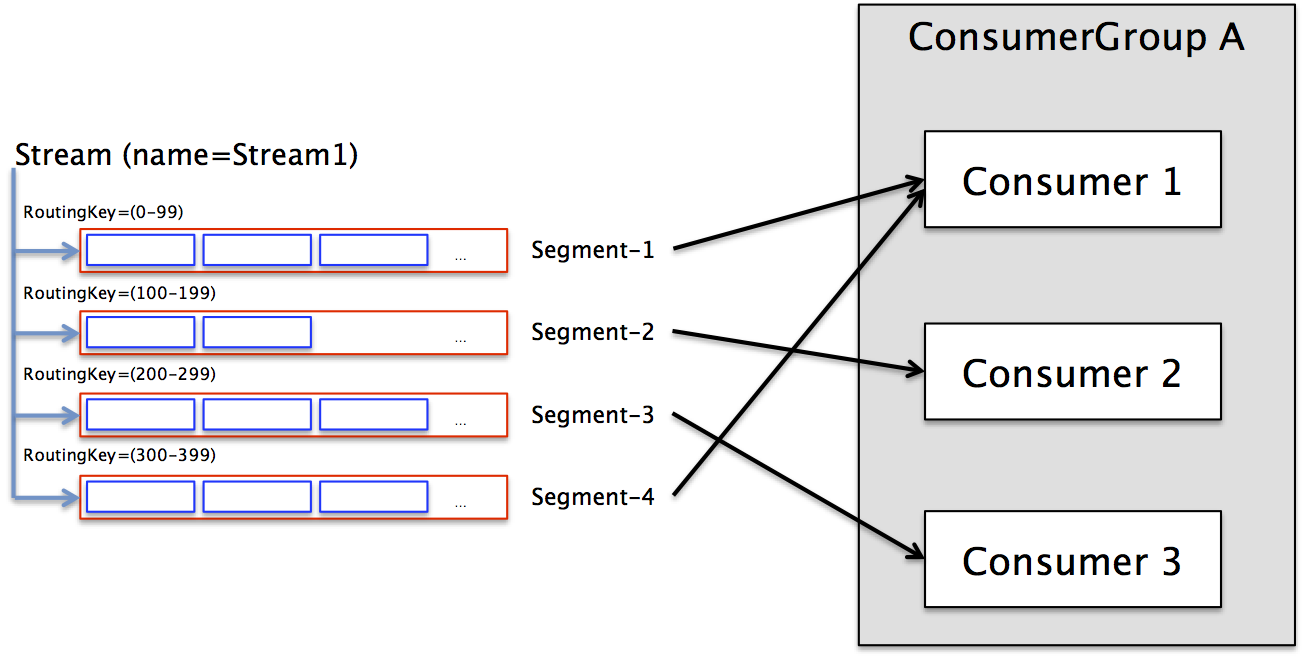 ConsumerGroup A
Stream (name=Stream1)
RoutingKey=(0-99)
... Segment-1
RoutingKey=(100-199)
... Segment-2
RoutingKey=(200-299)
... Segment-3
RoutingKey=(300-399)
... Segment-4
Consumer 1
Consumer 2
Consumer 3